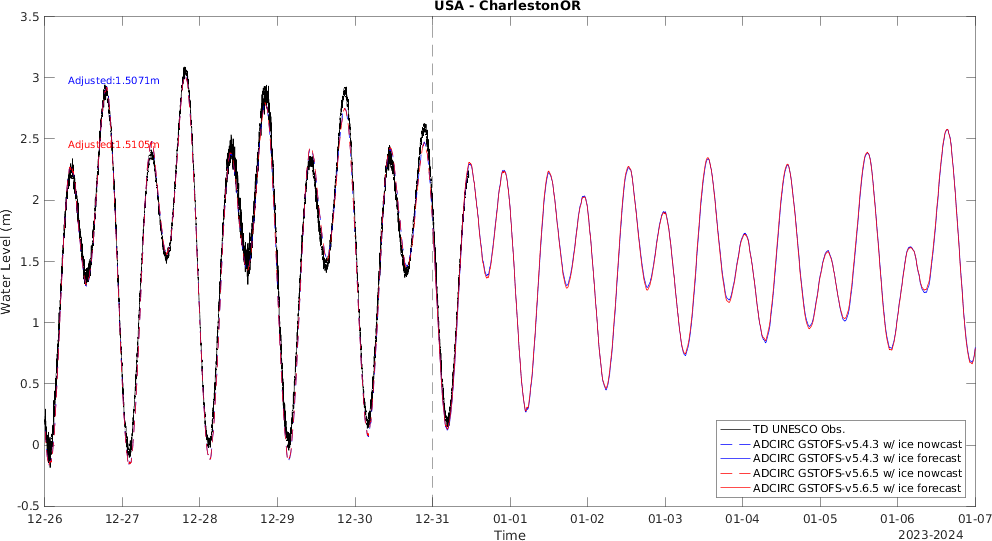 USA - CharlestonOR
3.5
3
2.5
2
1.5
1
0.5
0
-0.5
Water Level (m)
Adjusted:1.5071m
Adjusted:1.5105m
TD UNESCO Obs.
ADCIRC GSTOFS-v5.4.3 w/ ice nowcast
ADCIRC GSTOFS-v5.4.3 w/ ice forecast
ADCIRC GSTOFS-v5.6.5 w/ ice nowcast
ADCIRC GSTOFS-v5.6.5 w/ ice forecast
12-26 12-27 12-28 12-29 12-30 12-31 01-01 01-02 01-03 01-04 01-05 01-06 01-07
Time
2023-2024